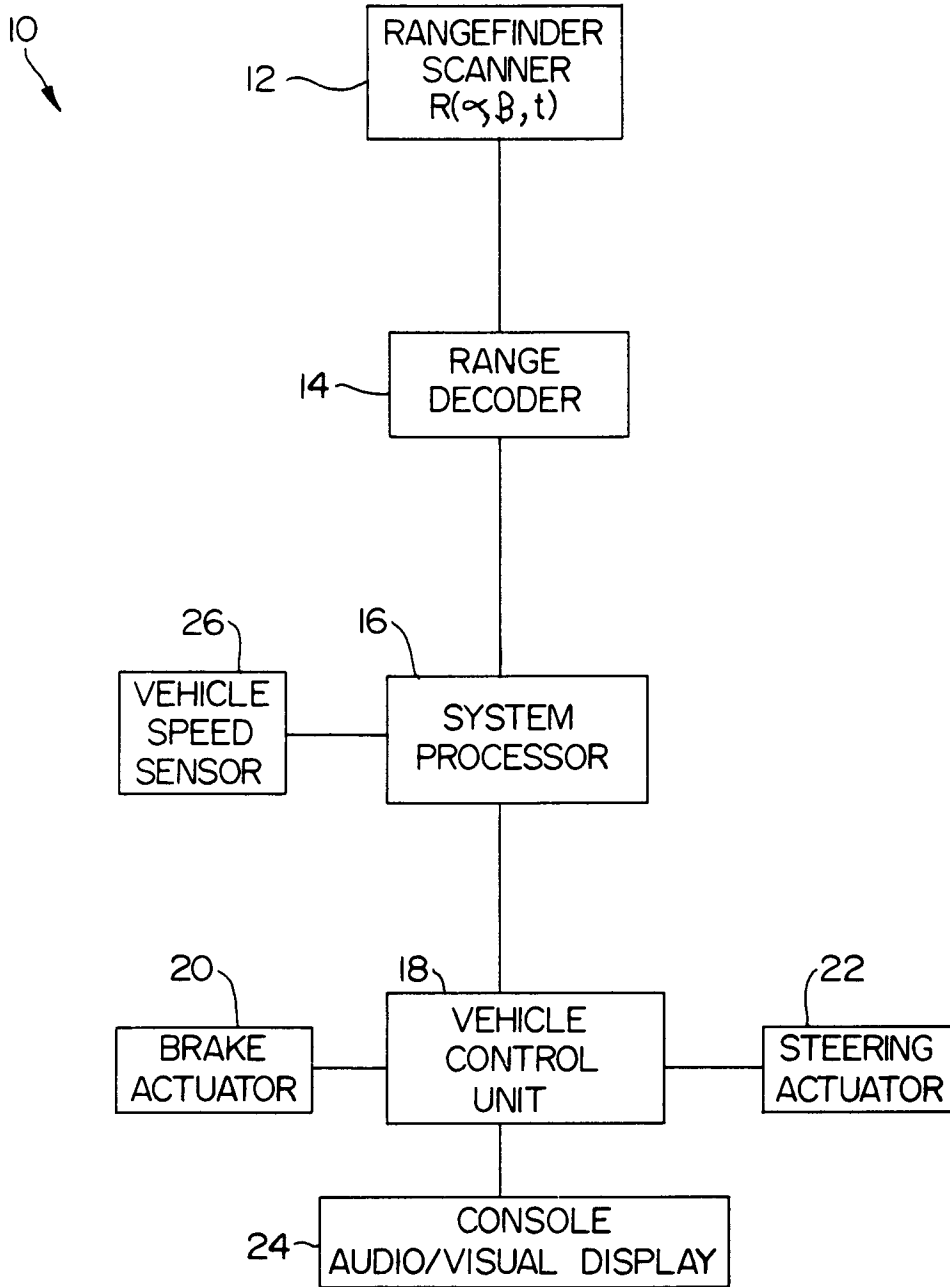 10
12
RANGEFINDER
SCANNER
R(α,β,t)
14
RANGE
DECODER
26
16
VEHICLE
SPEED
SENSOR
SYSTEM
PROCESSOR
20
18
22
BRAKE
ACTUATOR
VEHICLE
CONTROL
UNIT
STEERING
ACTUATOR
24
CONSOLE
AUDIO/VISUAL DISPLAY